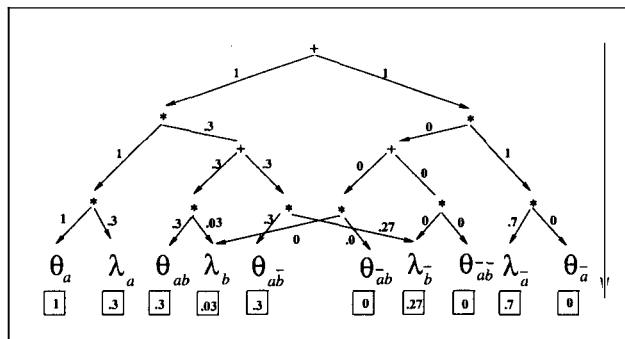 +
1 1
* *
.3 0
+ +
1 .3 .3 0 0 1
* * * * * *
1 .3 .3 .03 .3 0 .0 .27 0 0 .7 0
θa λa θab λb θab̄ θāb λb̄ θāb̄ λā θā
1 .3 .3 .03 .3 0 .27 0 .7 0